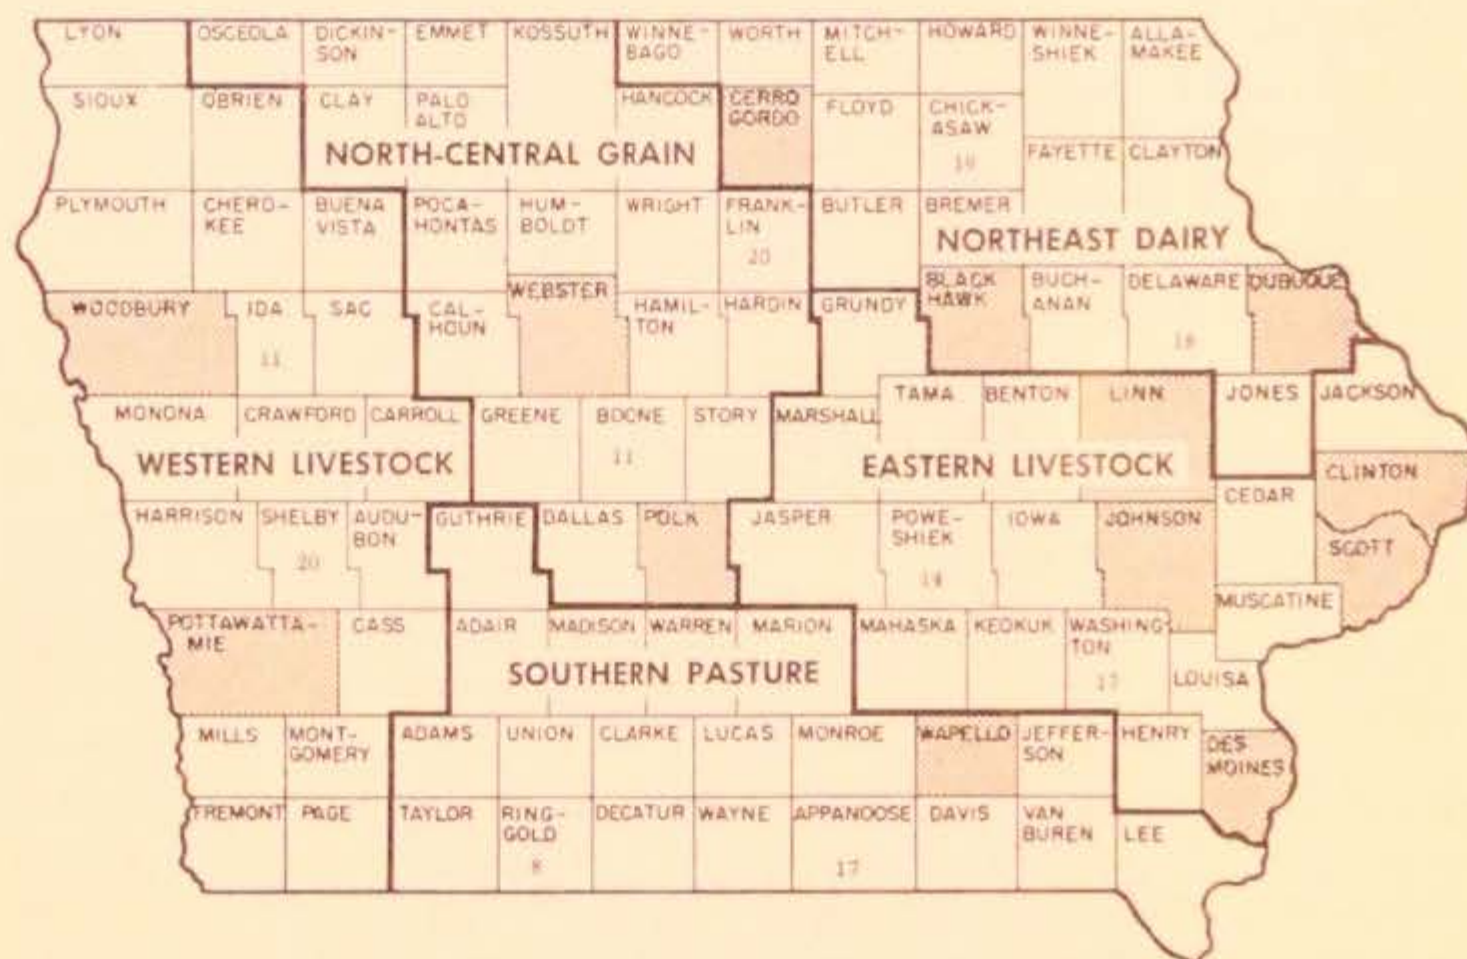 LYON
OSCEOLA
DICKIN-
SON
EMMET
KOSSUTH
WINNE-
BAGO
WORTH
MITCH-
ELL
HOWARD
WINNE-
SHIEK
ALLA-
MAKEE
SIOUX
OBRIEN
CLAY
PALO
ALTO
HANCOCK
CERRO
GORDO
FLOYD
CHICK-
ASAW
NORTH-CENTRAL GRAIN
FAYETTE
CLAYTON
PLYMOUTH
CHERO-
KEE
BUENA
VISTA
POCA-
HONTAS
HUM-
BOLDT
WRIGHT
FRANK-
LIN
20
BUTLER
BREMER
NORTHEAST DAIRY
WOODBURY
IDA
11
SAC
CAL-
HOUN
WEBSTER
HAMIL-
TON
HARDIN
GRUNDY
BLACK
HAWK
BUCH-
ANAN
DELAWARE
DUBUQUE
MONONA
CRAWFORD
CARROLL
GREENE
BOONE
11
STORY
MARSHALL
TAMA
BENTON
LINN
JONES
JACKSON
WESTERN LIVESTOCK
EASTERN LIVESTOCK
CLINTON
HARRISON
SHELBY
20
AUDU-
BON
GUTHRIE
DALLAS
POLK
JASPER
POWE-
SHIEK
IOWA
JOHNSON
CEDAR
SCOTT
MUSCATINE
POTTAWATTA-
MIE
CASS
ADAIR
MADISON
WARREN
MARION
MAHASKA
KEOKUK
WASHING-
TON
LOUISA
SOUTHERN PASTURE
MILLS
MONT-
GOMERY
ADAMS
UNION
CLARKE
LUCAS
MONROE
WAPELLO
JEFFER-
SON
HENRY
DES
MOINES
FREMONT
PAGE
TAYLOR
RING-
GOLD
8
DECATUR
WAYNE
APPANOOSE
17
DAVIS
VAN
BUREN
LEE